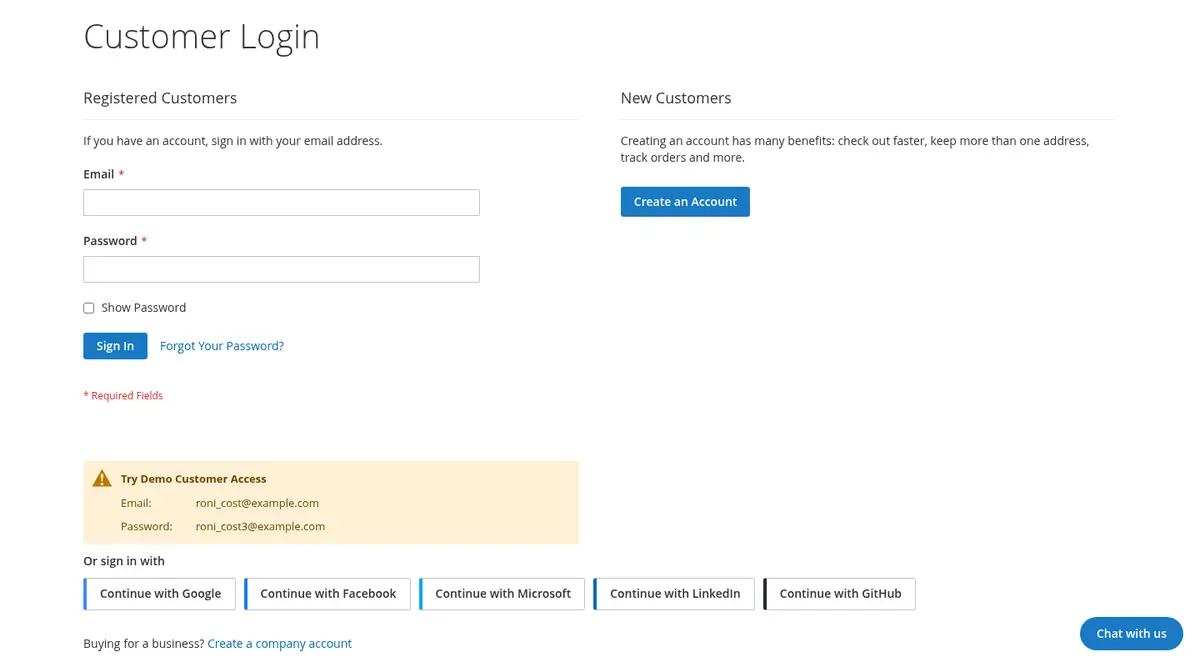 Customer Login
Registered Customers
If you have an account, sign in with your email address.
Email *
Password *
Show Password
Sign In
Forgot Your Password?
* Required Fields
New Customers
Creating an account has many benefits: check out faster, keep more than one address,
track orders and more.
Create an Account
Try Demo Customer Access
Email: roni_cost@example.com
Password: roni_cost3@example.com
Or sign in with
Continue with Google
Continue with Facebook
Continue with Microsoft
Continue with LinkedIn
Continue with GitHub
Buying for a business? Create a company account
Chat with us